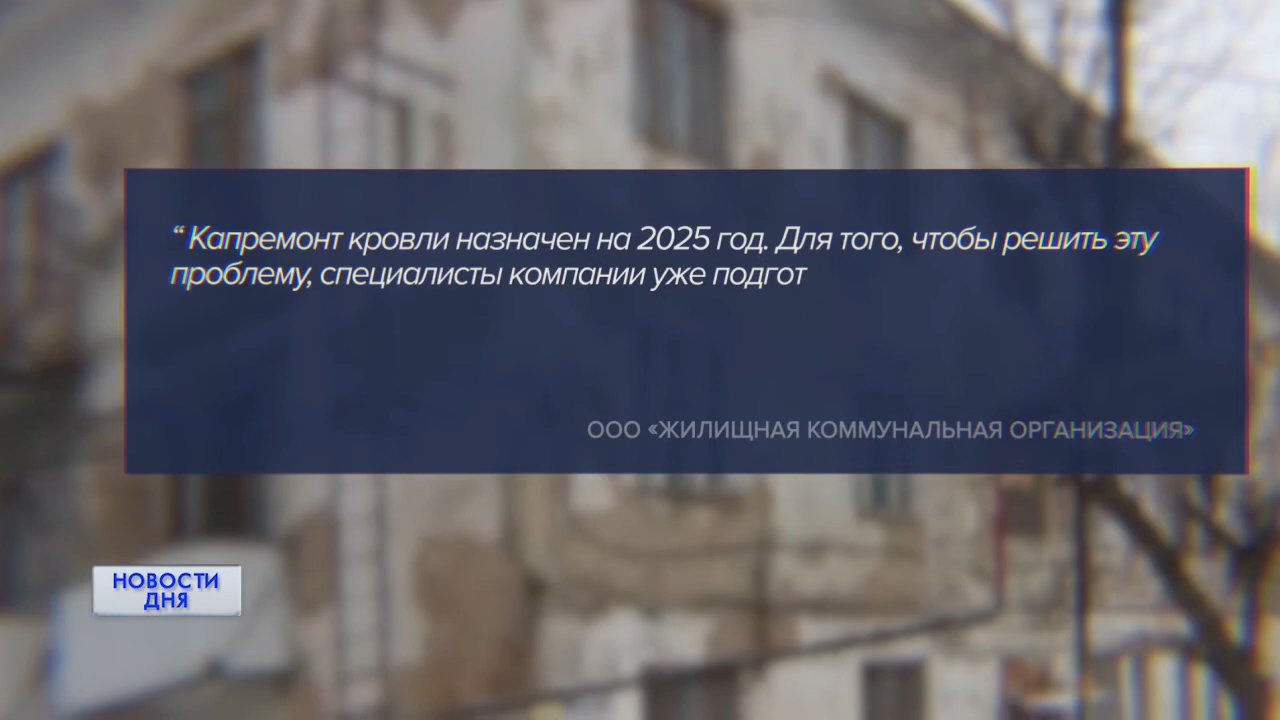 “ Капремонт кровли назначен на 2025 год. Для того, чтобы решить эту
проблему, специалисты компании уже подгот
ООО «ЖИЛИЩНАЯ КОММУНАЛЬНАЯ ОРГАНИЗАЦИЯ»
НОВОСТИ
ДНЯ